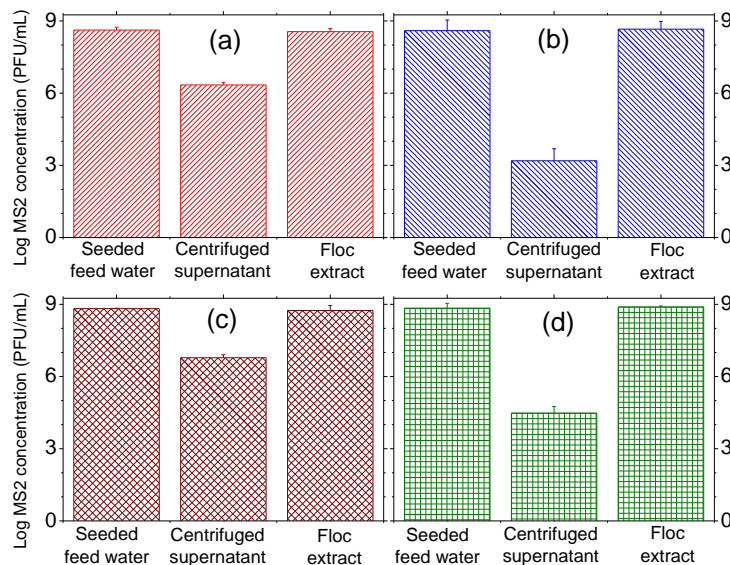 Log MS2 concentration (PFU/mL)
9
6
3
0
(a)
Seeded
feed water
Centrifuged
supernatant
Floc
extract
(b)
9
6
3
0
Seeded
feed water
Centrifuged
supernatant
Floc
extract
Log MS2 concentration (PFU/mL)
9
6
3
0
(c)
Seeded
feed water
Centrifuged
supernatant
Floc
extract
(d)
9
6
3
0
Seeded
feed water
Centrifuged
supernatant
Floc
extract